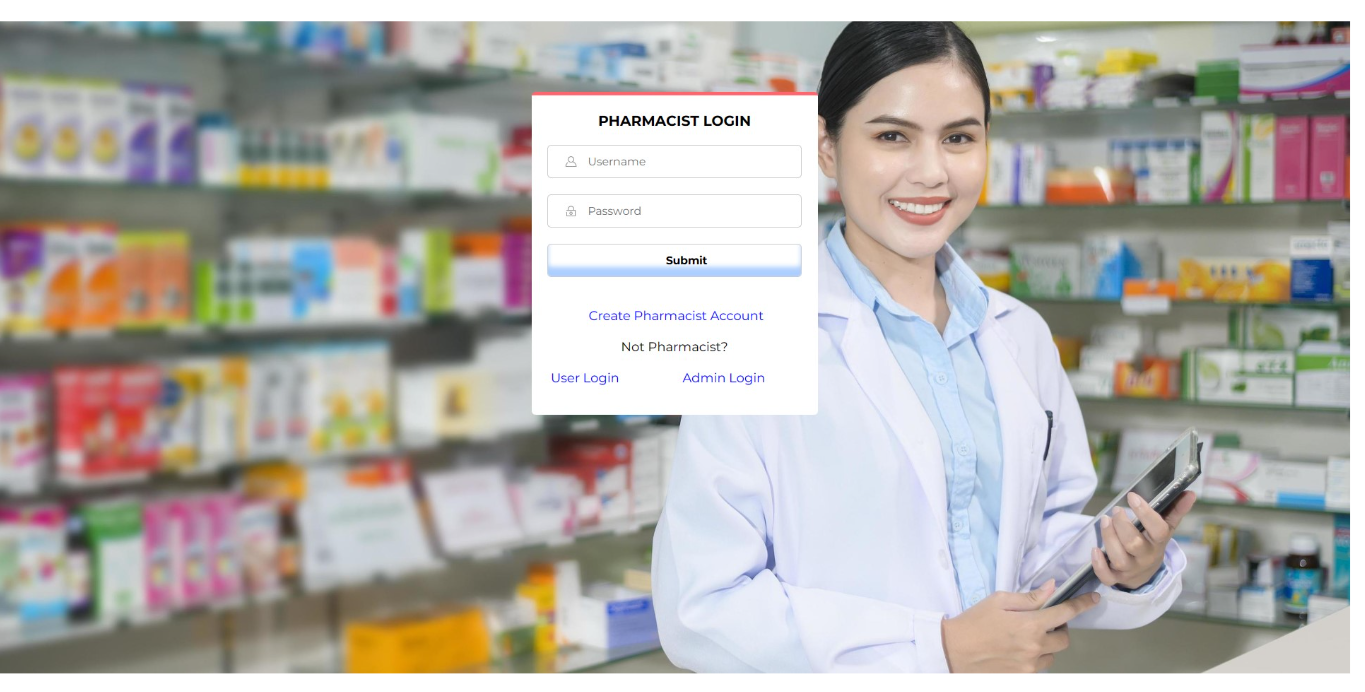 PHARMACIST LOGIN
Username
Password
Submit
Create Pharmacist Account
Not Pharmacist?
User Login Admin Login